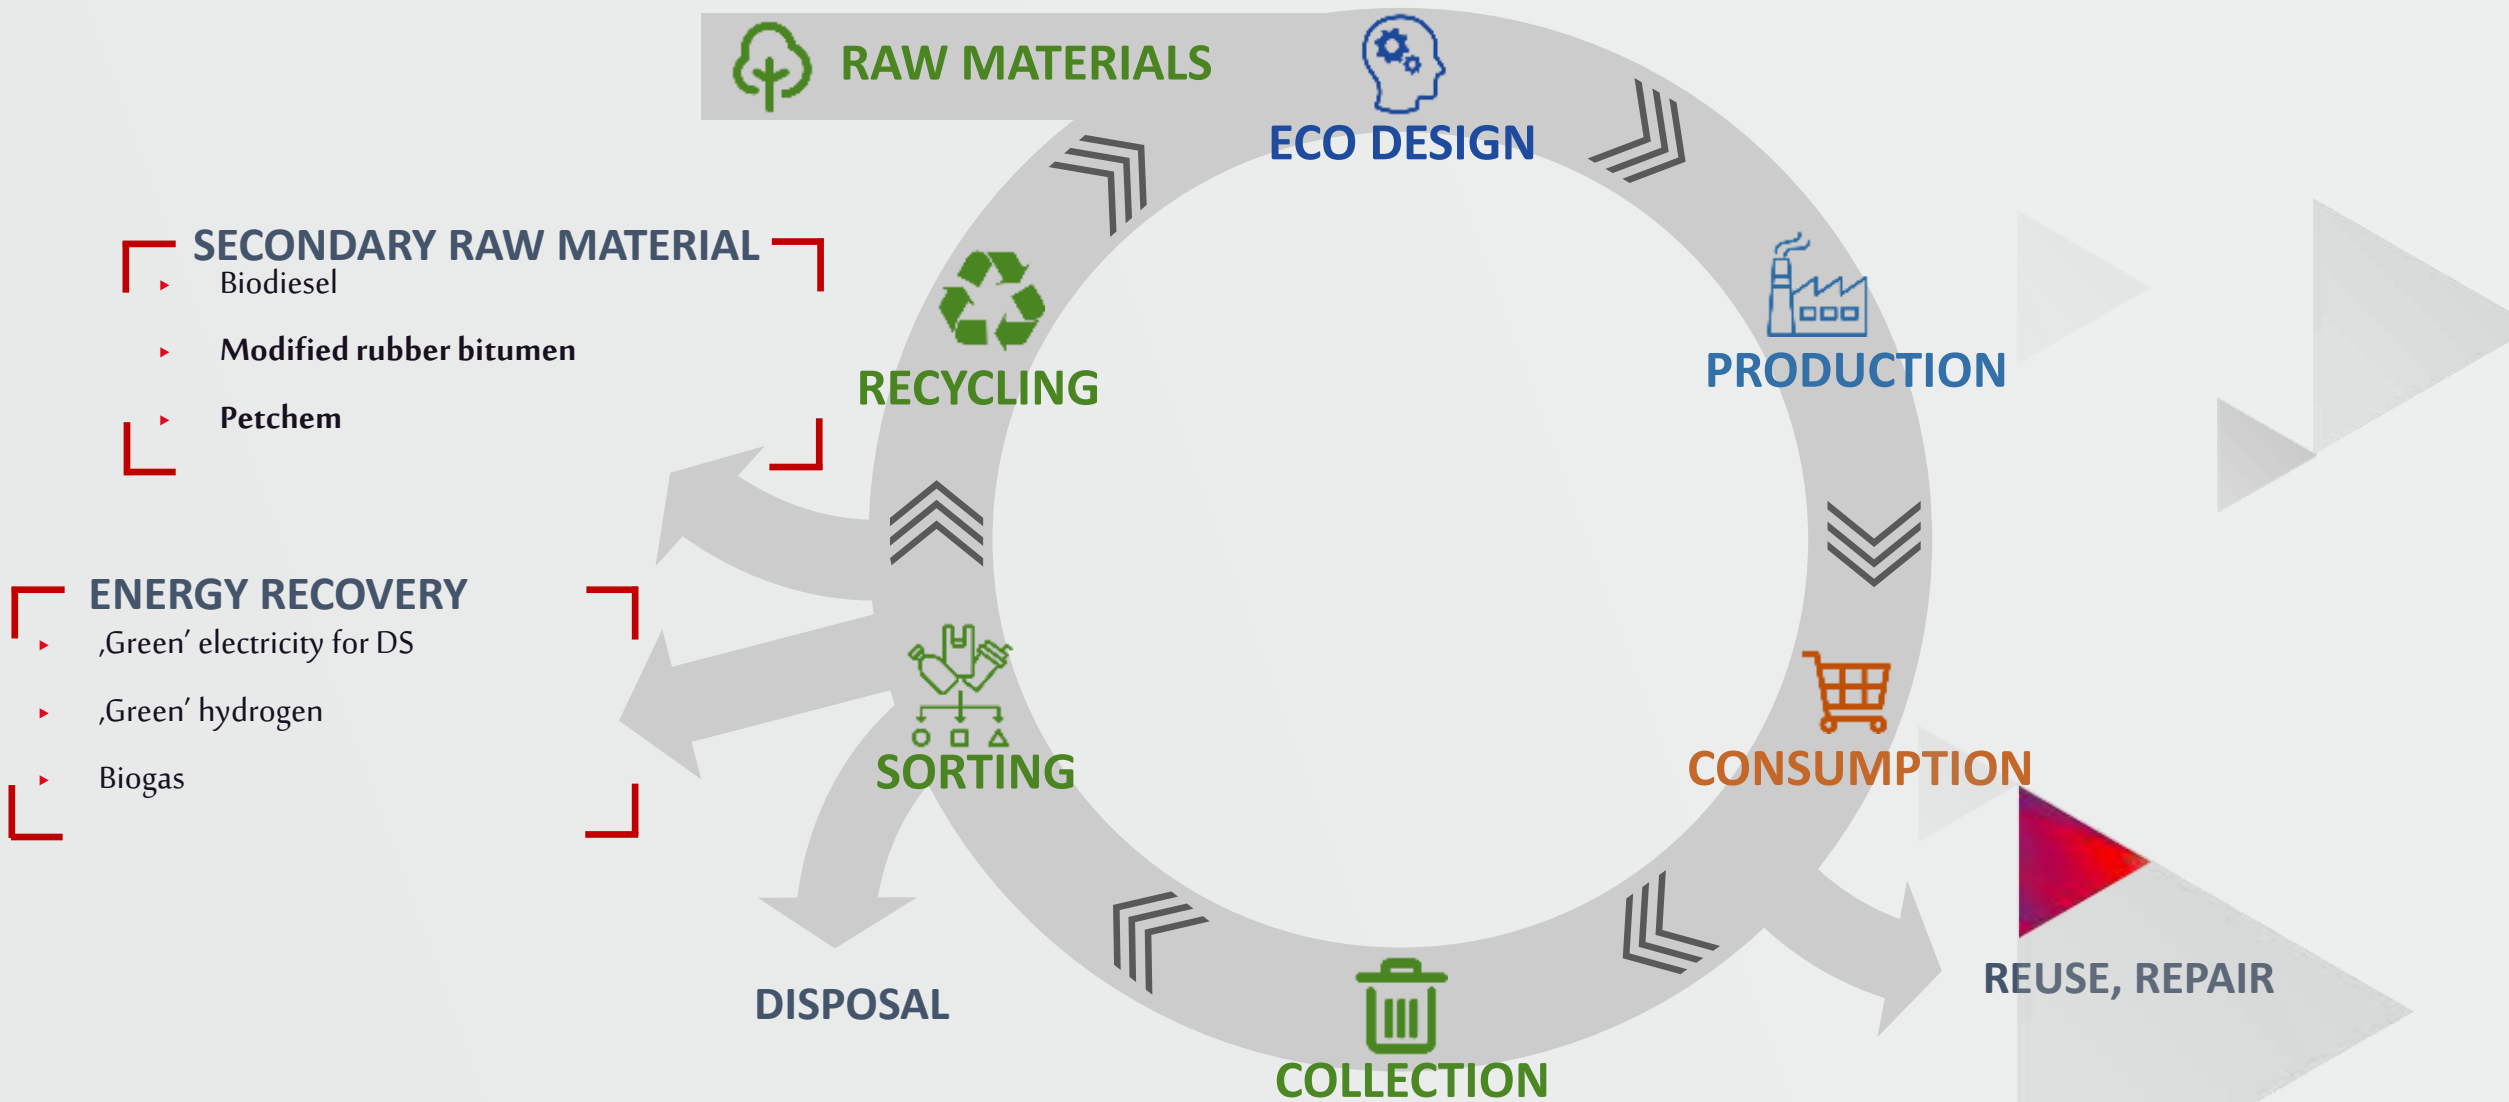 RAW MATERIALS
ECO DESIGN
SECONDARY RAW MATERIAL
Biodiesel
Modified rubber bitumen
Petchem
RECYCLING
PRODUCTION
ENERGY RECOVERY
‚Green’ electricity for DS
‚Green’ hydrogen
Biogas
SORTING
CONSUMPTION
DISPOSAL
REUSE, REPAIR
COLLECTION